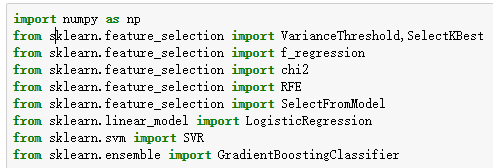 import numpy as np
from sklearn.feature_selection import VarianceThreshold,SelectKBest
from sklearn.feature_selection import f_regression
from sklearn.feature_selection import chi2
from sklearn.feature_selection import RFE
from sklearn.feature_selection import SelectFromModel
from sklearn.linear_model import LogisticRegression
from sklearn.svm import SVR
from sklearn.ensemble import GradientBoostingClassifier